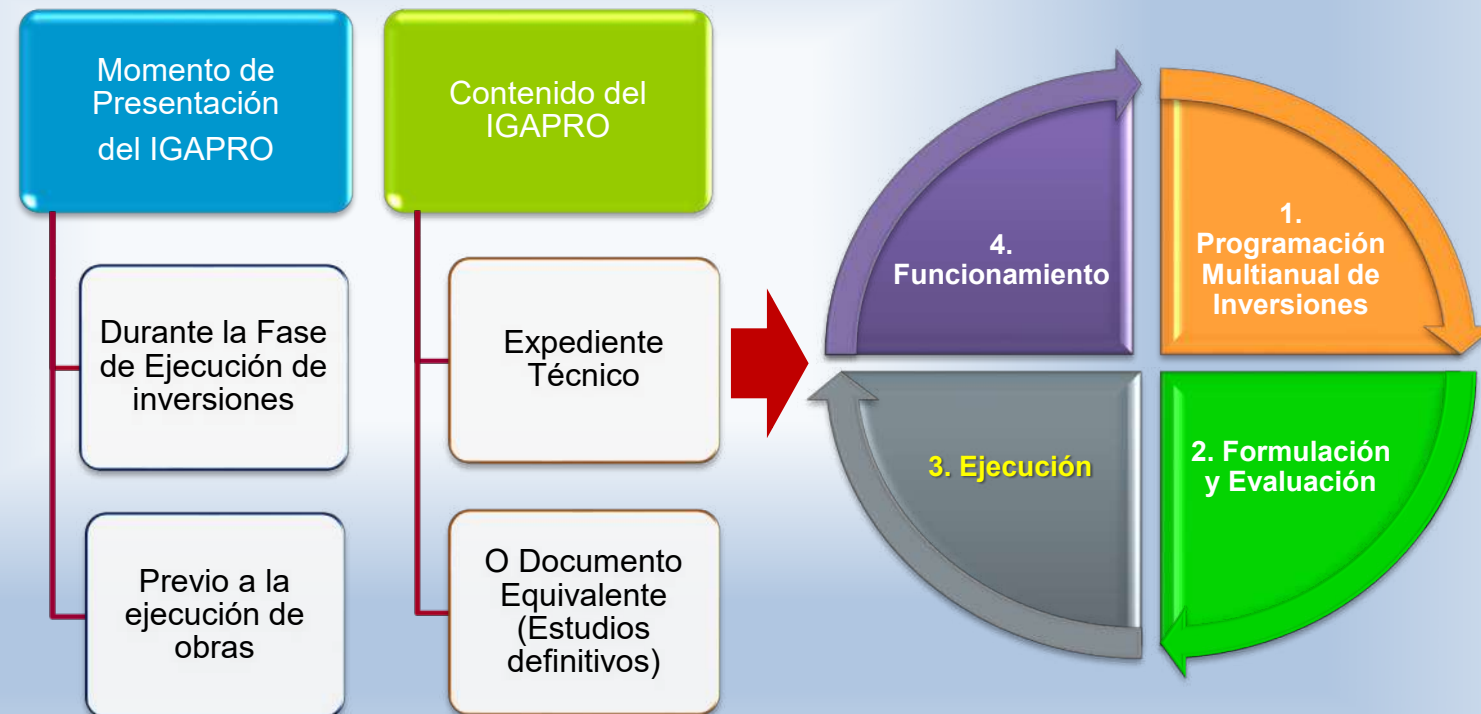 Momento de
Presentación
del IGAPRO
Durante la Fase
de Ejecución de
inversiones
Previo a la
ejecución de
obras
Contenido del
IGAPRO
Expediente
Técnico
O Documento
Equivalente
(Estudios
definitivos)
1.
Programación
Multianual de
Inversiones
2. Formulación
y Evaluación
3. Ejecución
4.
Funcionamiento